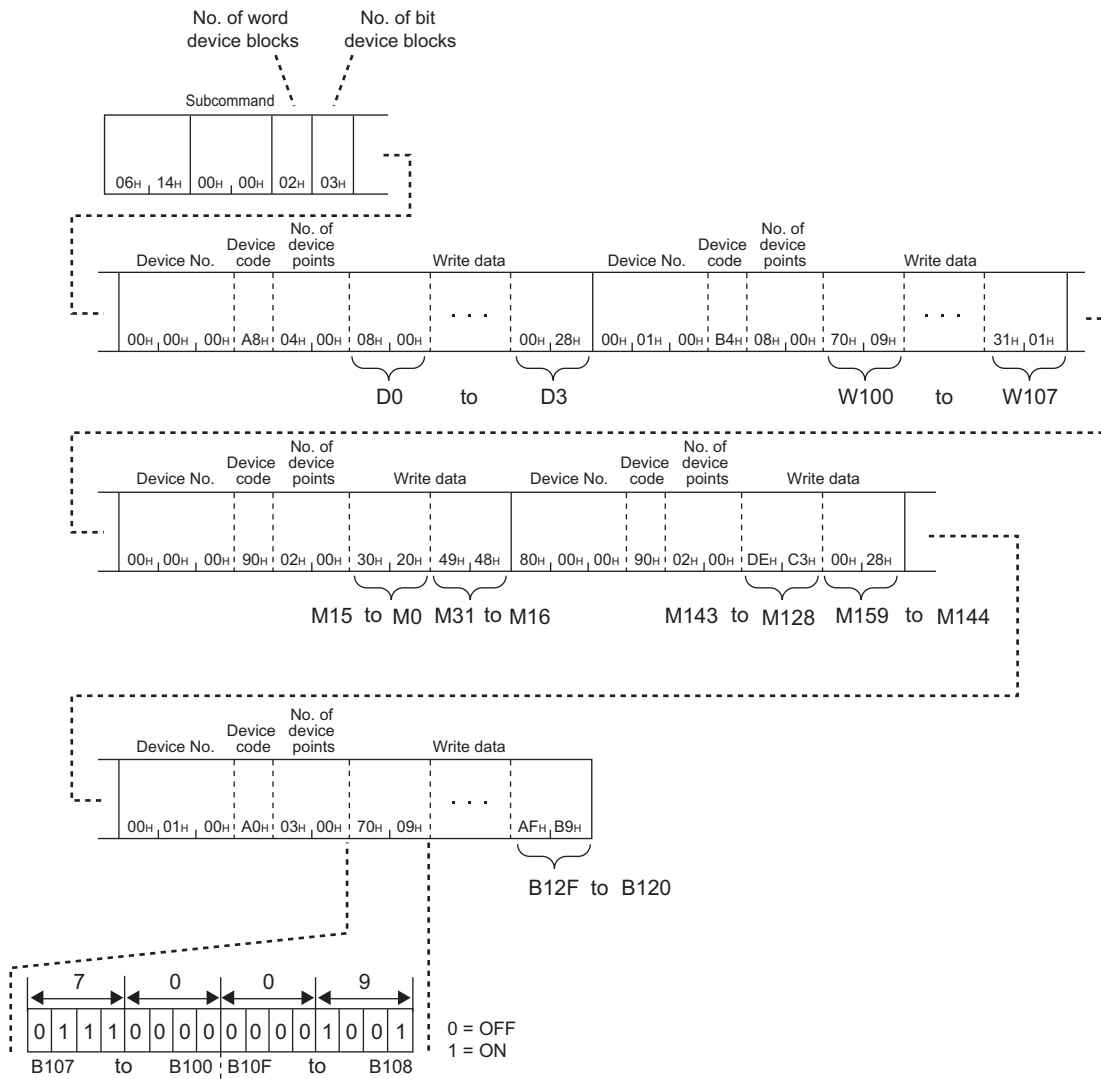 No. of word
device blocks
No. of bit
device blocks
Subcommand
06H 14H 00H 00H 02H 03H
Device No.
Device
code
No. of
device
points
Write data
Device No.
Device
code
No. of
device
points
Write data
00H 00H 00H A8H 04H 00H 08H 00H . . . 00H 28H 00H 01H 00H B4H 08H 00H 70H 09H . . . 31H 01H
D0 to D3 W100 to W107
Device No.
Device
code
No. of
device
points
Write data
Device No.
Device
code
No. of
device
points
Write data
00H 00H 00H 90H 02H 00H 30H 20H 49H 48H 80H 00H 00H 90H 02H 00H DEH C3H 00H 28H
M15 to M0 M31 to M16 M143 to M128 M159 to M144
Device No.
Device
code
No. of
device
points
Write data
00H 01H 00H A0H 03H 00H 70H 09H . . . AFH B9H
B12F to B120
7 0 0 9
0 1 1 1 0 0 0 0 0 0 0 0 1 0 0 1
0 = OFF
1 = ON
B107 to B100 B10F to B108